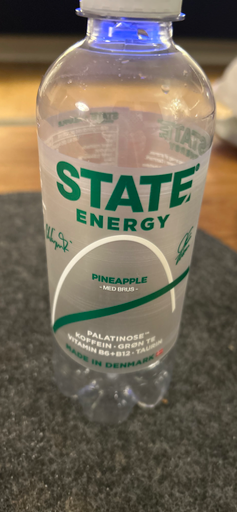 STATE
ENERGY
PINEAPPLE
- MED BRUS -
PALATINOSE™
KOFFEIN · GRØN TE
VITAMIN B6+B12 · TAURIN
MADE IN DENMARK